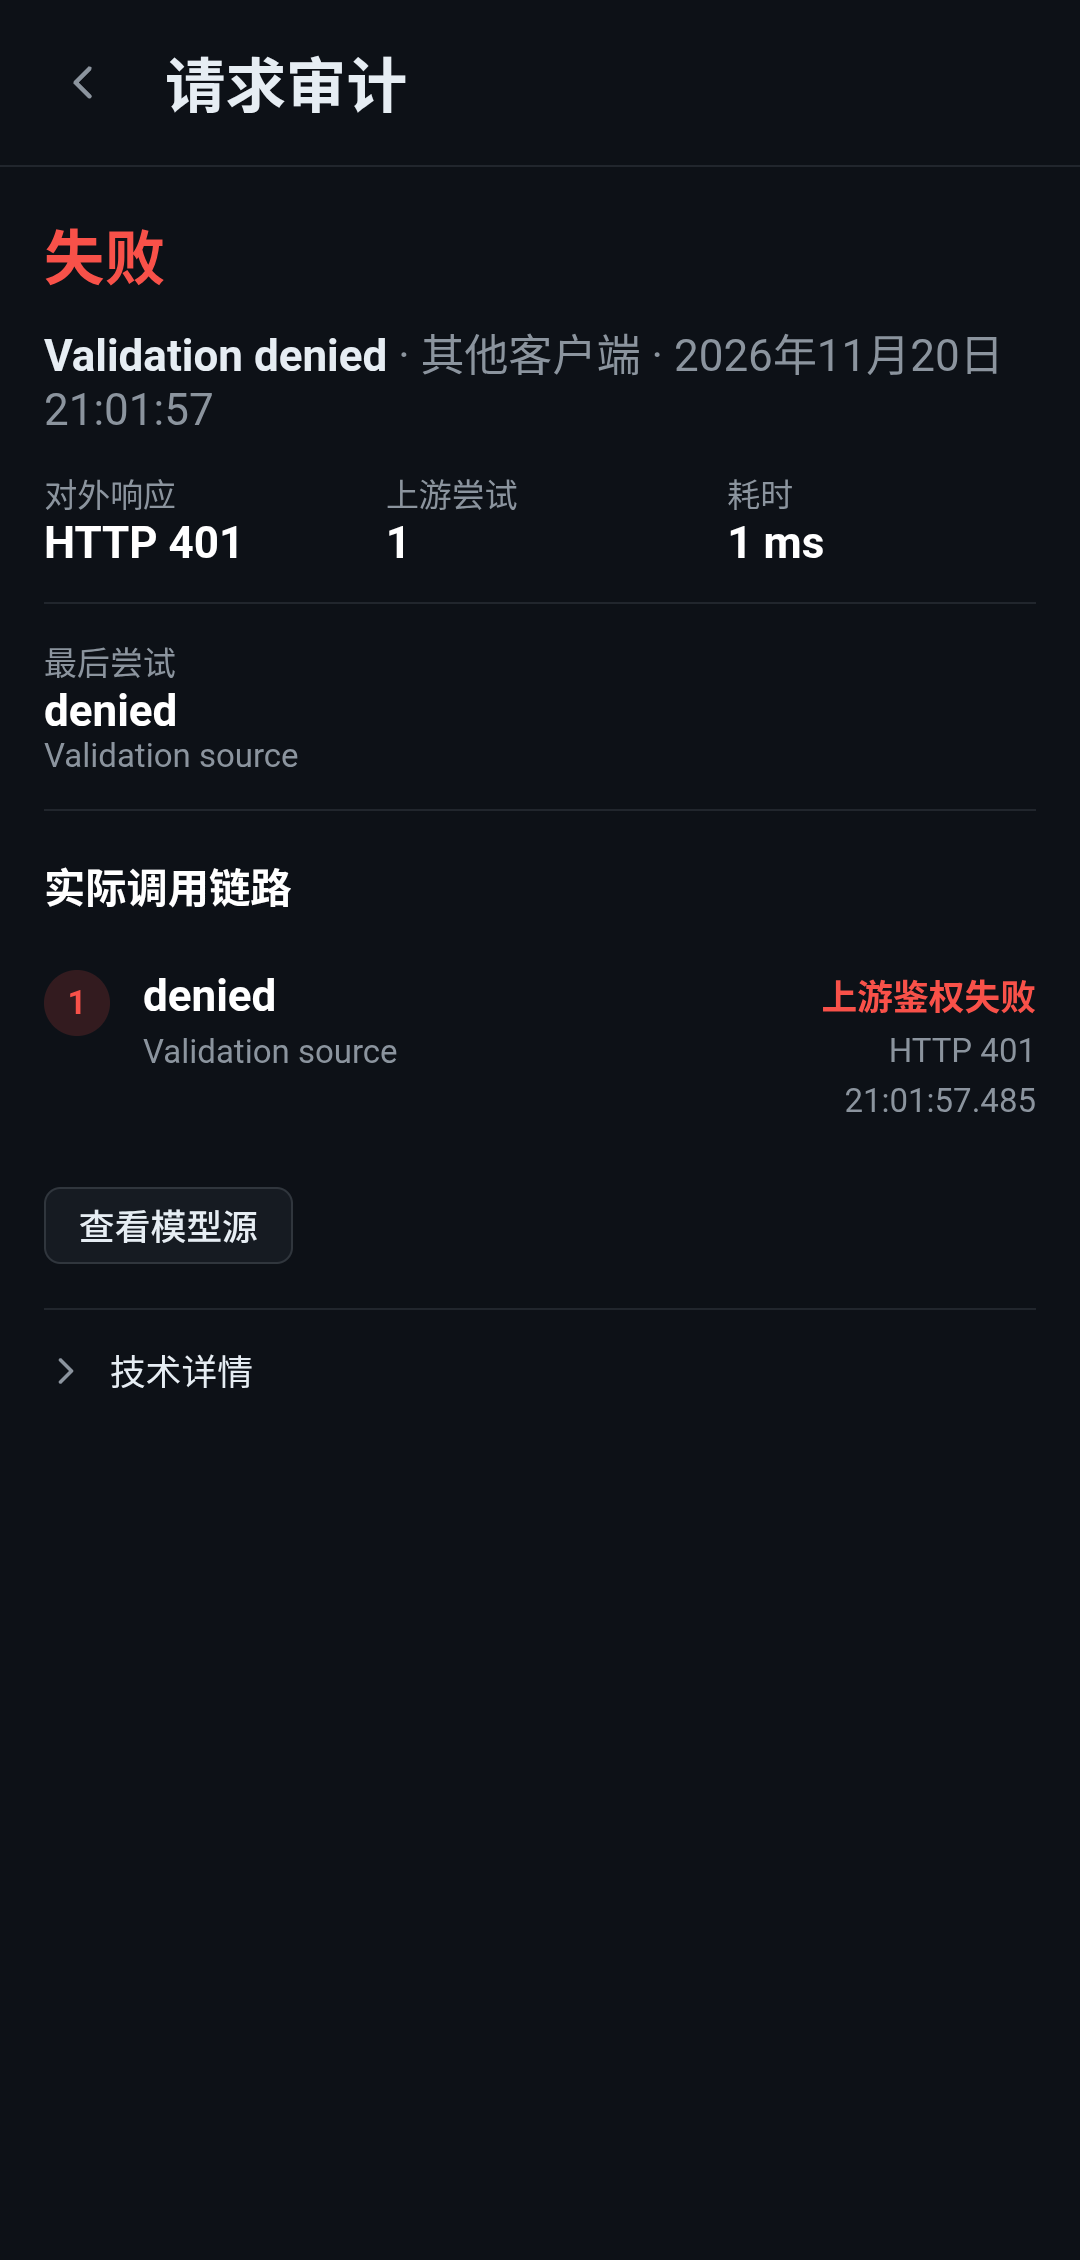 请求审计
失败
Validation denied · 其他客户端 · 2026年11月20日
21:01:57
对外响应 上游尝试 耗时
HTTP 401 1 1 ms
最后尝试
denied
Validation source
实际调用链路
1 denied 上游鉴权失败
Validation source HTTP 401
21:01:57.485
查看模型源
技术详情